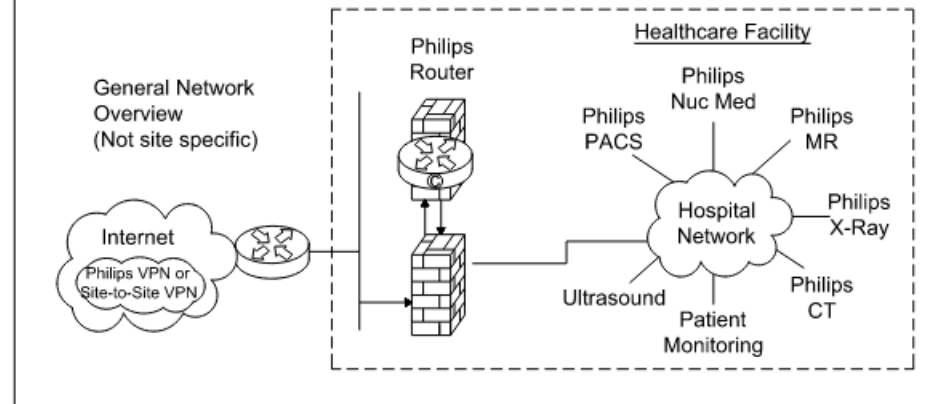 General Network
Overview
(Not site specific)
Internet
Philips VPN or
Site-to-Site VPN
Healthcare Facility
Philips
Router
C
Philips
PACS
Philips
Nuc Med
Philips
MR
Hospital
Network
Philips
X-Ray
Ultrasound
Patient
Monitoring
Philips
CT